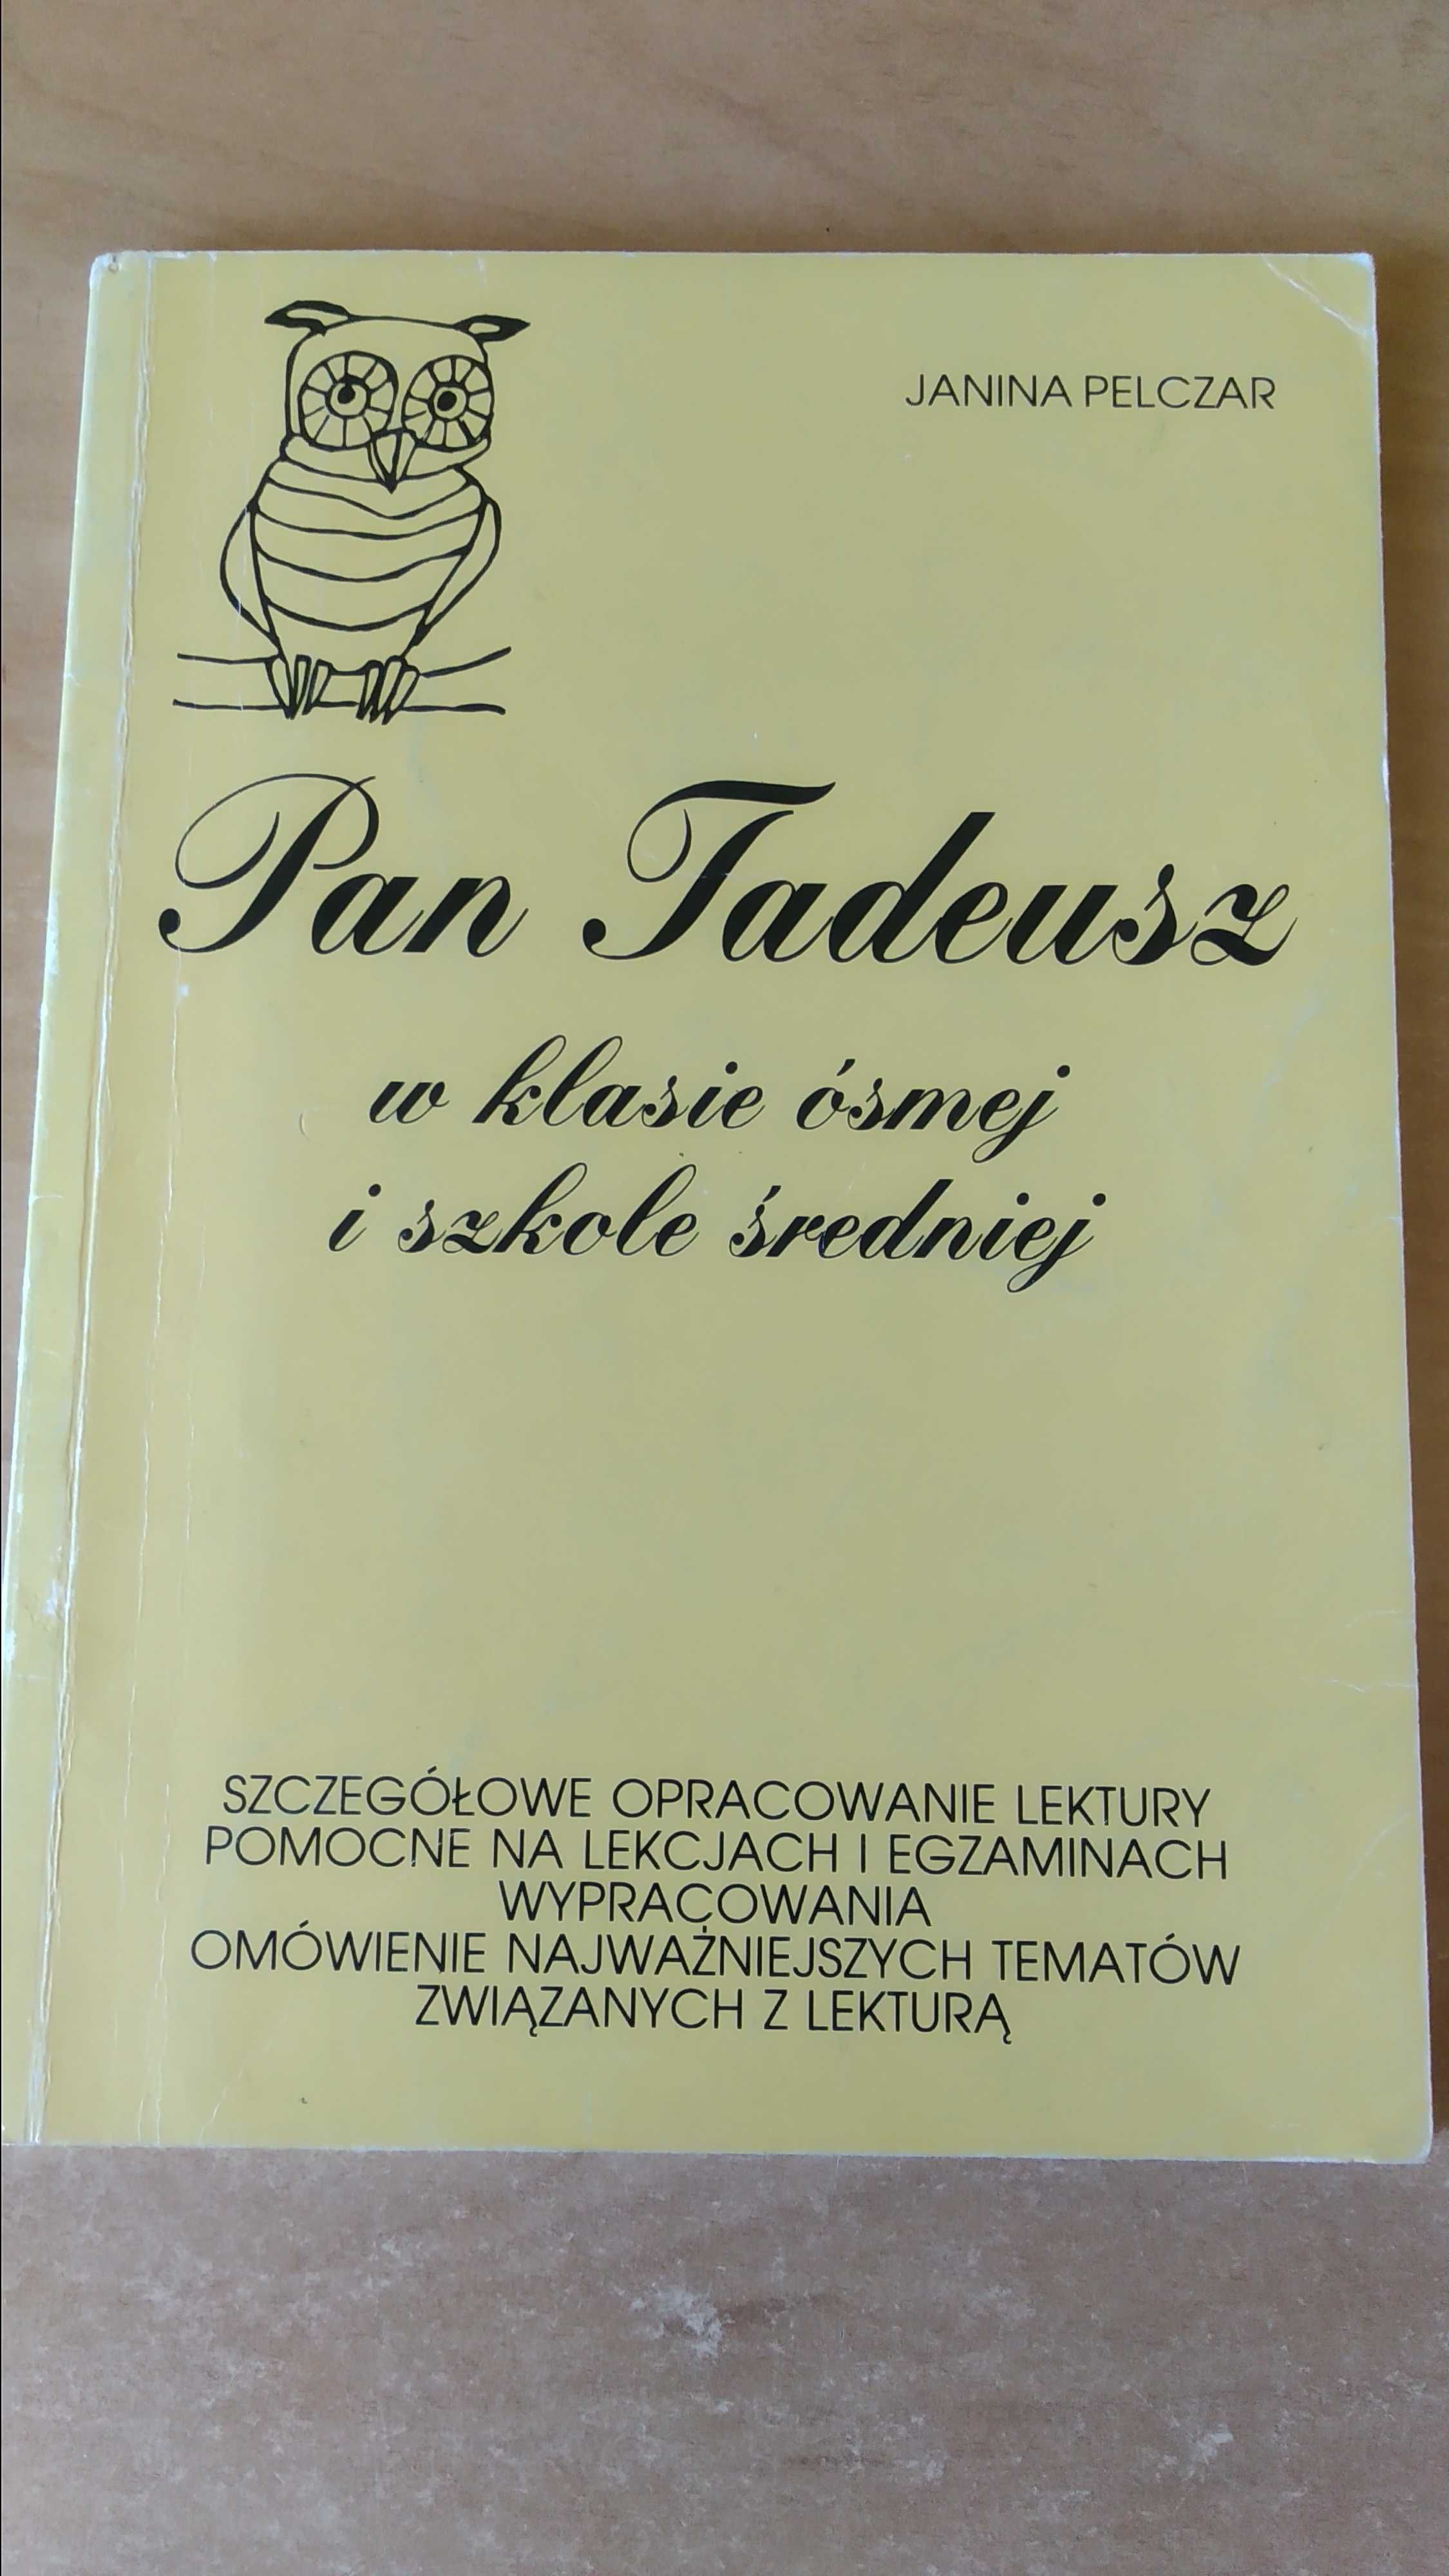 JANINA PELCZAR
Pan Tadeusz
w klasie ósmej
i szkole średniej
SZCZEGÓŁOWE OPRACOWANIE LEKTURY
POMOCNE NA LEKCJACH I EGZAMINACH
WYPRACOWANIA
OMÓWIENIE NAJWAŻNIEJSZYCH TEMATÓW
ZWIĄZANYCH Z LEKTURĄ